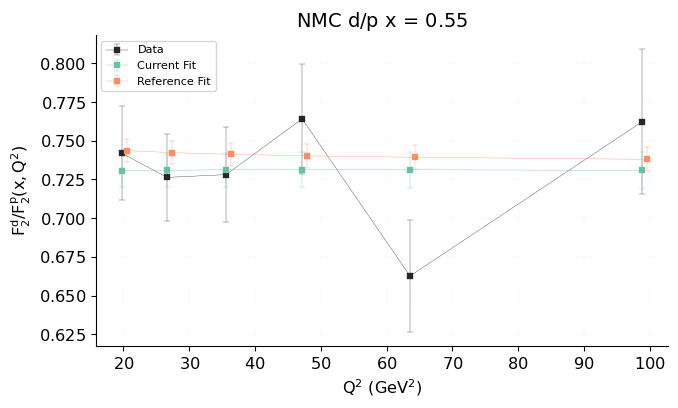 NMC d/p x = 0.55
Data
Current Fit
Reference Fit
0.800
0.775
0.750
0.725
0.700
0.675
0.650
0.625
F₂ᵈ/F₂ᵖ(x,Q²)
20 30 40 50 60 70 80 90 100
Q² (GeV²)